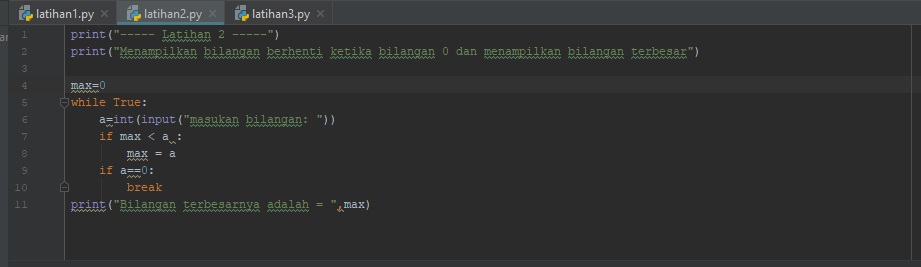 latihan1.py × latihan2.py × latihan3.py ×
1 print("----- Latihan 2 -----")
2 print("Menampilkan bilangan berhenti ketika bilangan 0 dan menampilkan bilangan terbesar")
3
4 max=0
5 while True:
6     a=int(input("masukan bilangan: "))
7     if max < a :
8         max = a
9     if a==0:
10         break
11 print("Bilangan terbesarnya adalah = ",max)